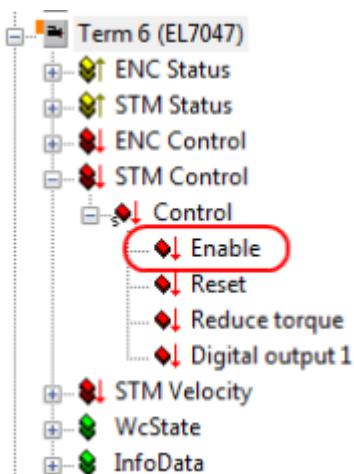 Term 6 (EL7047)
ENC Status
STM Status
ENC Control
STM Control
Control
Enable
Reset
Reduce torque
Digital output 1
STM Velocity
WcState
InfoData